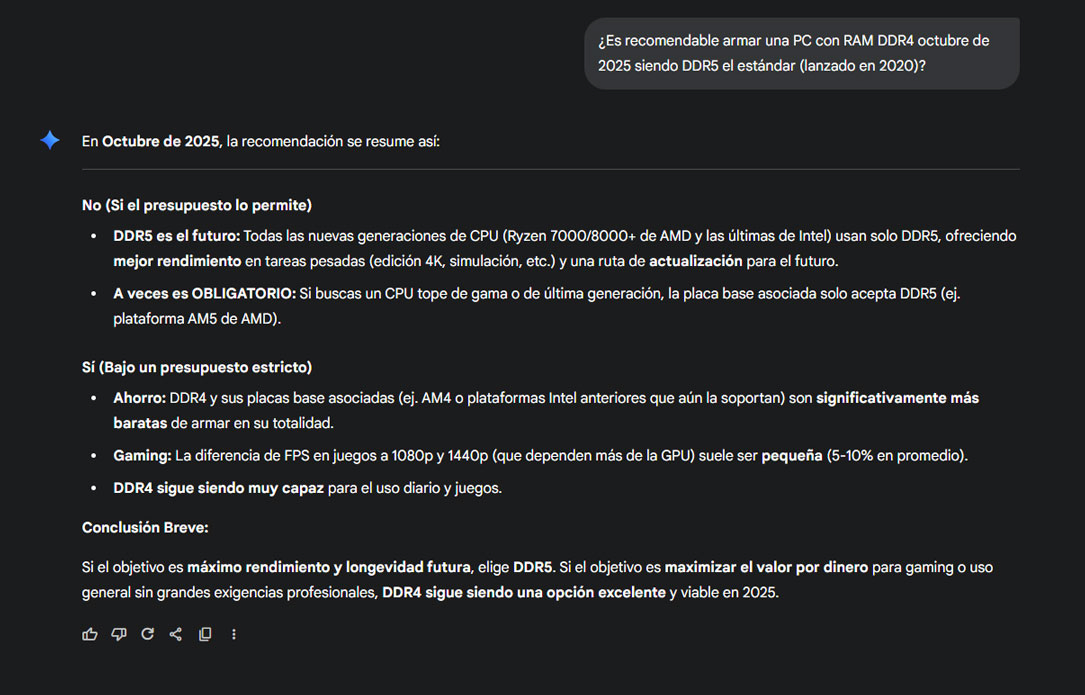 ¿Es recomendable armar una PC con RAM DDR4 octubre de
2025 siendo DDR5 el estándar (lanzado en 2020)?
En Octubre de 2025, la recomendación se resume así:
No (Si el presupuesto lo permite)
• DDR5 es el futuro: Todas las nuevas generaciones de CPU (Ryzen 7000/8000+ de AMD y las últimas de Intel) usan solo DDR5, ofreciendo
mejor rendimiento en tareas pesadas (edición 4K, simulación, etc.) y una ruta de actualización para el futuro.
• A veces es OBLIGATORIO: Si buscas un CPU tope de gama o de última generación, la placa base asociada solo acepta DDR5 (ej.
plataforma AM5 de AMD).
Sí (Bajo un presupuesto estricto)
• Ahorro: DDR4 y sus placas base asociadas (ej. AM4 o plataformas Intel anteriores que aún la soportan) son significativamente más
baratas de armar en su totalidad.
• Gaming: La diferencia de FPS en juegos a 1080p y 1440p (que dependen más de la GPU) suele ser pequeña (5-10% en promedio).
• DDR4 sigue siendo muy capaz para el uso diario y juegos.
Conclusión Breve:
Si el objetivo es máximo rendimiento y longevidad futura, elige DDR5. Si el objetivo es maximizar el valor por dinero para gaming o uso
general sin grandes exigencias profesionales, DDR4 sigue siendo una opción excelente y viable en 2025.